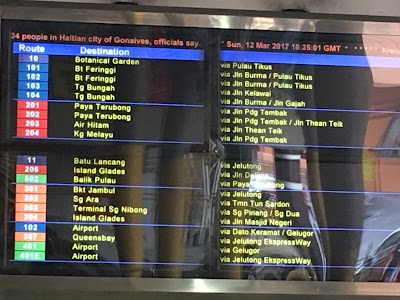 34 people in Haitian city of Gonaives, officials say.
Sun, 12 Mar 2017 18:25:01 GMT
Route Destination
10 Botanical Garden via Pulau Tikus
101 Bt Feringgi via Jln Burma / Pulau Tikus
102 Bt Feringgi via Jln Kelawai
103 Tg Bungah via Jln Burma / Jln Gajah
104 Tg Bungah via Jln Pdg Tembak
201 Paya Terubong via Jln Pdg Tembak / Jln Thean Teik
202 Paya Terubong via Jln Thean Teik
203 Air Hitam via Jln Pdg Tembak
204 Kg Melayu
11 Batu Lancang via Jelutong
206 Island Glades via Jln
502 Balik Pulau via Paya
301 Bkt Jambul via Jelutong
302 Sg Ara via Tmn Tun Sardon
303 Terminal Sg Nibong via Sg Pinang / Sg Dua
304 Island Glades via Jln Masjid Negeri
102 Airport via Dato Keramat / Gelugor
307 Queensbay via Jelutong EkspressWay
401 Airport via Gelugor
401E Airport via Jelutong EkspressWay